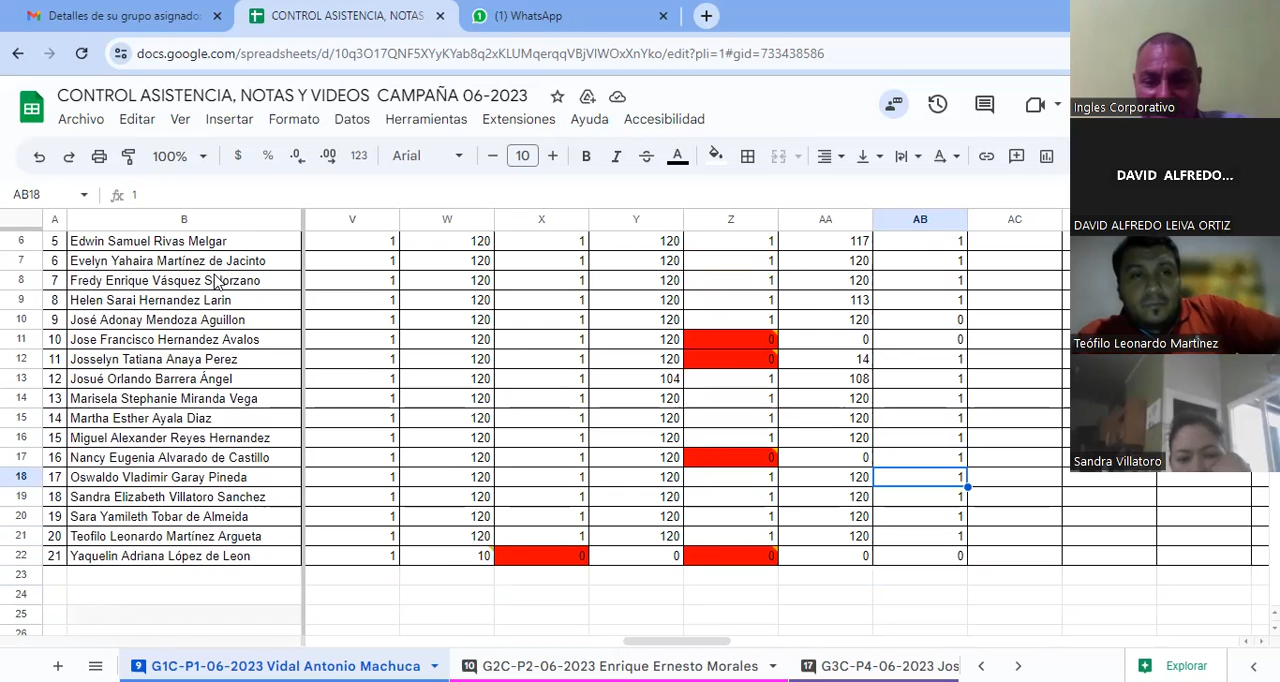 Detalles de su grupo asignado:
CONTROL ASISTENCIA, NOTAS
(1) WhatsApp
docs.google.com/spreadsheets/d/10q3O17QNF5XYyKYab8q2xKLUMqerqqVBjVIWOxXnYko/edit?pli=1#gid=733438586
CONTROL ASISTENCIA, NOTAS Y VIDEOS CAMPAÑA 06-2023
Archivo Editar Ver Insertar Formato Datos Herramientas Extensiones Ayuda Accesibilidad
100% $ % .0 .00 123 Arial 10 B I A
AB18 fx 1
A B V W X Y Z AA AB AC
6 5 Edwin Samuel Rivas Melgar 1 120 1 120 1 117 1
7 6 Evelyn Yahaira Martínez de Jacinto 1 120 1 120 1 120 1
8 7 Fredy Enrique Vásquez Solorzano 1 120 1 120 1 120 1
9 8 Helen Sarai Hernandez Larin 1 120 1 120 1 113 1
10 9 José Adonay Mendoza Aguillon 1 120 1 120 1 120 0
11 10 Jose Francisco Hernandez Avalos 1 120 1 120 0 0 0
12 11 Josselyn Tatiana Anaya Perez 1 120 1 120 0 14 1
13 12 Josué Orlando Barrera Ángel 1 120 1 104 1 108 1
14 13 Marisela Stephanie Miranda Vega 1 120 1 120 1 120 1
15 14 Martha Esther Ayala Diaz 1 120 1 120 1 120 1
16 15 Miguel Alexander Reyes Hernandez 1 120 1 120 1 120 1
17 16 Nancy Eugenia Alvarado de Castillo 1 120 1 120 0 0 1
18 17 Oswaldo Vladimir Garay Pineda 1 120 1 120 1 120 1
19 18 Sandra Elizabeth Villatoro Sanchez 1 120 1 120 1 120 1
20 19 Sara Yamileth Tobar de Almeida 1 120 1 120 1 120 1
21 20 Teofilo Leonardo Martínez Argueta 1 120 1 120 1 120 1
22 21 Yaquelin Adriana López de Leon 1 10 0 0 0 0 0
23
24
25
26
9 G1C-P1-06-2023 Vidal Antonio Machuca
10 G2C-P2-06-2023 Enrique Ernesto Morales
17 G3C-P4-06-2023 Jos
Explorar
Ingles Corporativo
DAVID ALFREDO...
DAVID ALFREDO LEIVA ORTIZ
Teófilo Leonardo Martìnez
Sandra Villatoro